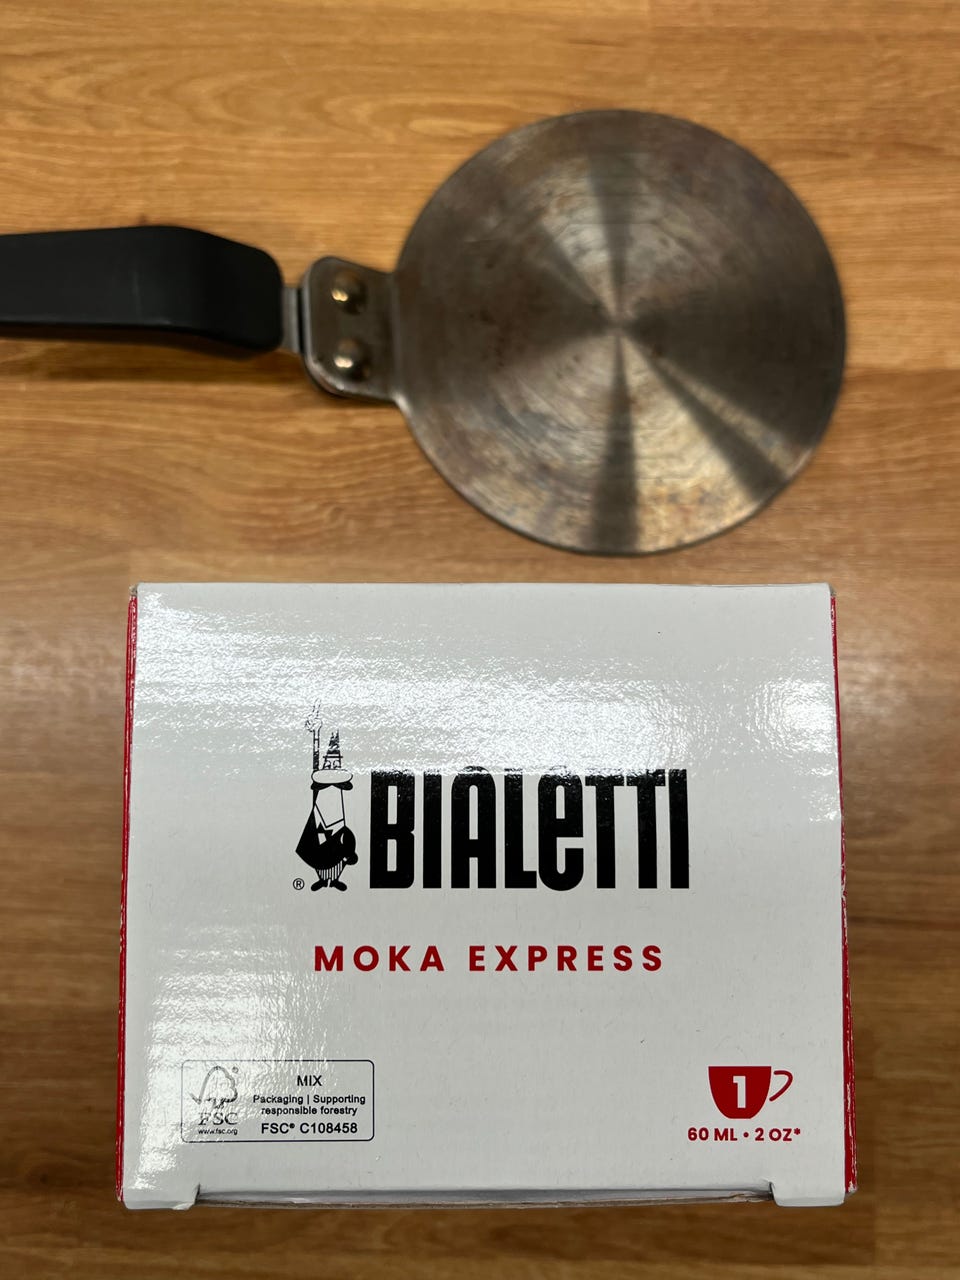 BIALETTI
®
MOKA EXPRESS
MIX
Packaging | Supporting
responsible forestry
FSC® C108458
FSC
www.fsc.org
1
60 ML • 2 OZ*